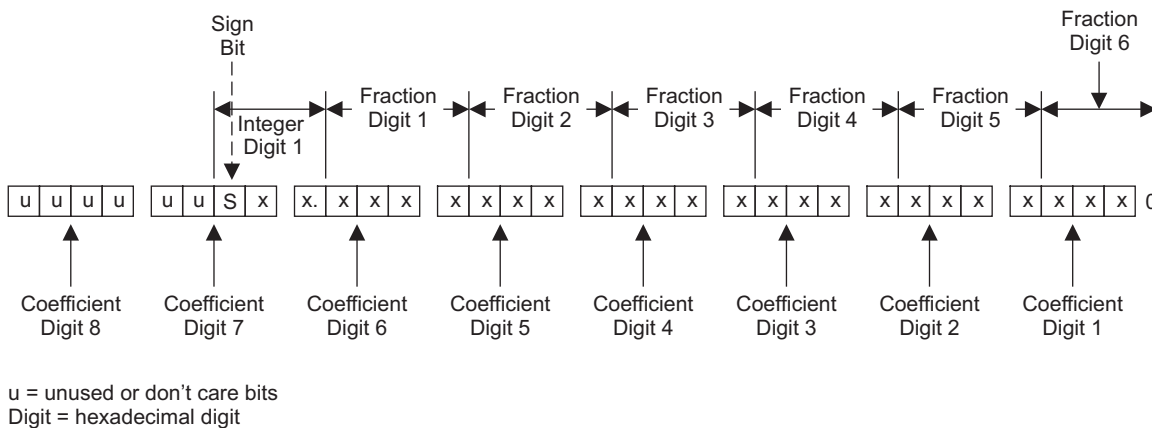 Sign
Bit
Fraction
Digit 6
Integer
Digit 1
Fraction
Digit 1
Fraction
Digit 2
Fraction
Digit 3
Fraction
Digit 4
Fraction
Digit 5
u u u u u u S x x. x x x x x x x x x x x x x x x x x x x x x x x 0
Coefficient
Digit 8
Coefficient
Digit 7
Coefficient
Digit 6
Coefficient
Digit 5
Coefficient
Digit 4
Coefficient
Digit 3
Coefficient
Digit 2
Coefficient
Digit 1
u = unused or don’t care bits
Digit = hexadecimal digit